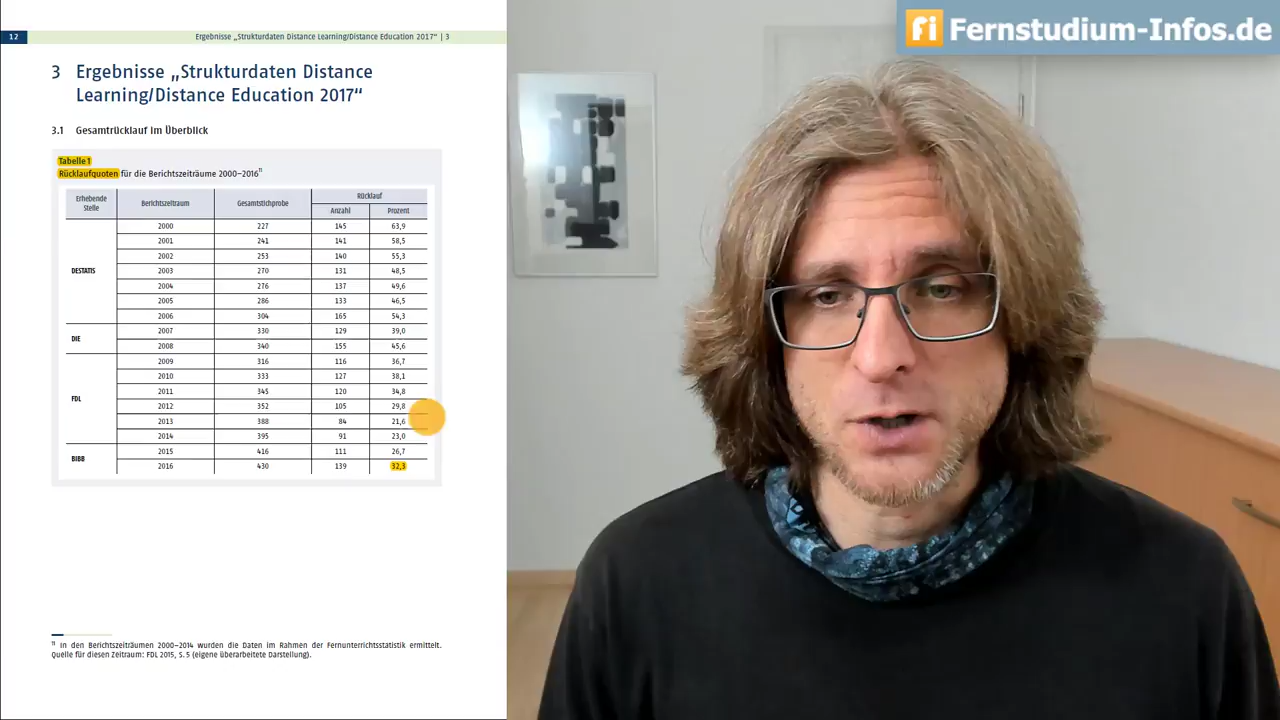 12
Ergebnisse „Strukturdaten Distance Learning/Distance Education 2017“ | 3
fi Fernstudium-Infos.de
3 Ergebnisse „Strukturdaten Distance
Learning/Distance Education 2017“
3.1 Gesamtrücklauf im Überblick
Tabelle 1
Rücklaufquoten für die Berichtszeiträume 2000–2016¹⁾
Erhebende Stelle Berichtszeitraum Gesamtstichprobe Rücklauf
Anzahl Prozent
2000 227 145 63,9
2001 241 141 58,5
2002 253 140 55,3
DESTATIS 2003 270 131 48,5
2004 276 137 49,6
2005 286 133 46,5
2006 304 165 54,3
DIE 2007 330 129 39,0
2008 340 155 45,6
2009 316 116 36,7
2010 333 127 38,1
FDL 2011 345 120 34,8
2012 352 105 29,8
2013 388 84 21,6
2014 395 91 23,0
BIBB 2015 416 111 26,7
2016 430 139 32,3
¹⁾ In den Berichtszeiträumen 2000–2014 wurden die Daten im Rahmen der Fernunterrichtsstatistik ermittelt.
Quelle für diesen Zeitraum: FDL 2015, S. 5 (eigene überarbeitete Darstellung).